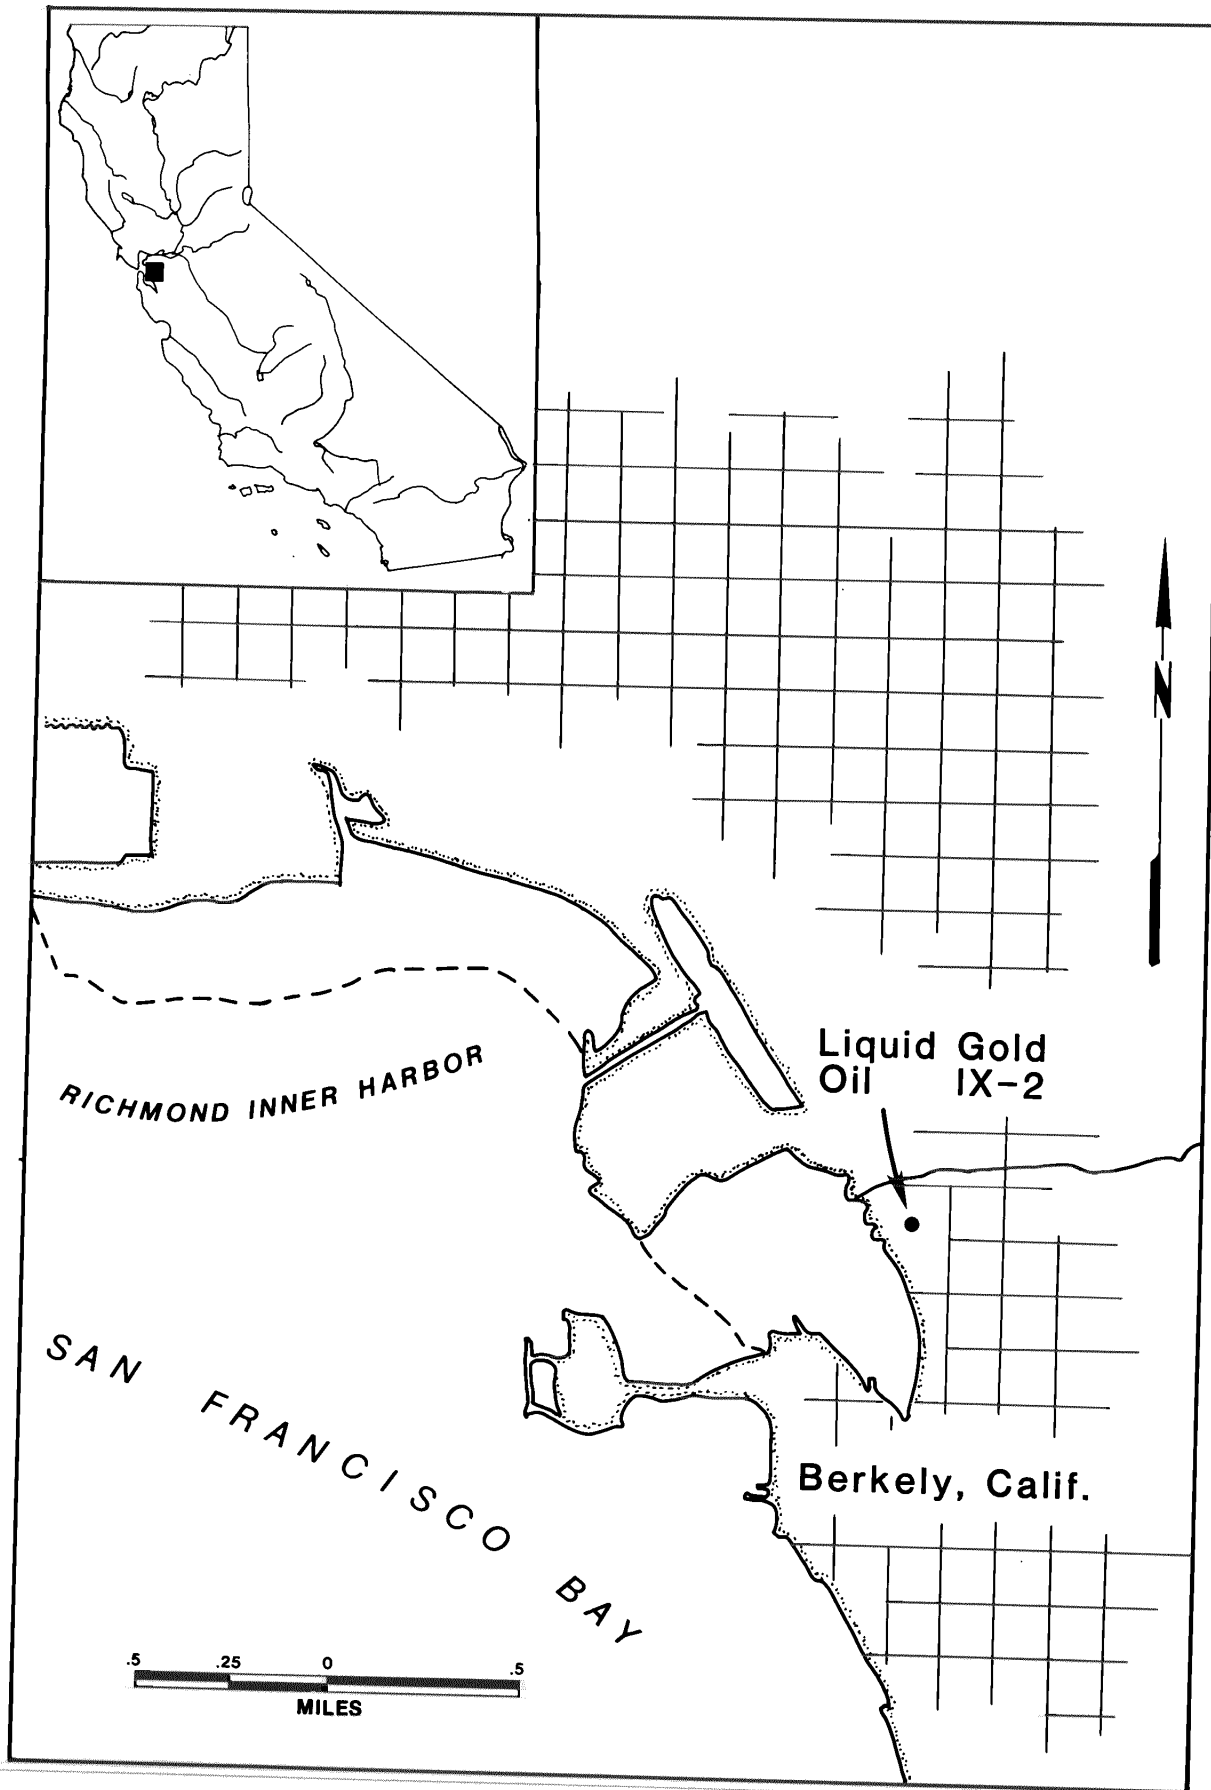 N
Liquid Gold
Oil IX-2
RICHMOND INNER HARBOR
SAN FRANCISCO BAY
Berkely, Calif.
.5 .25 0 .5
MILES